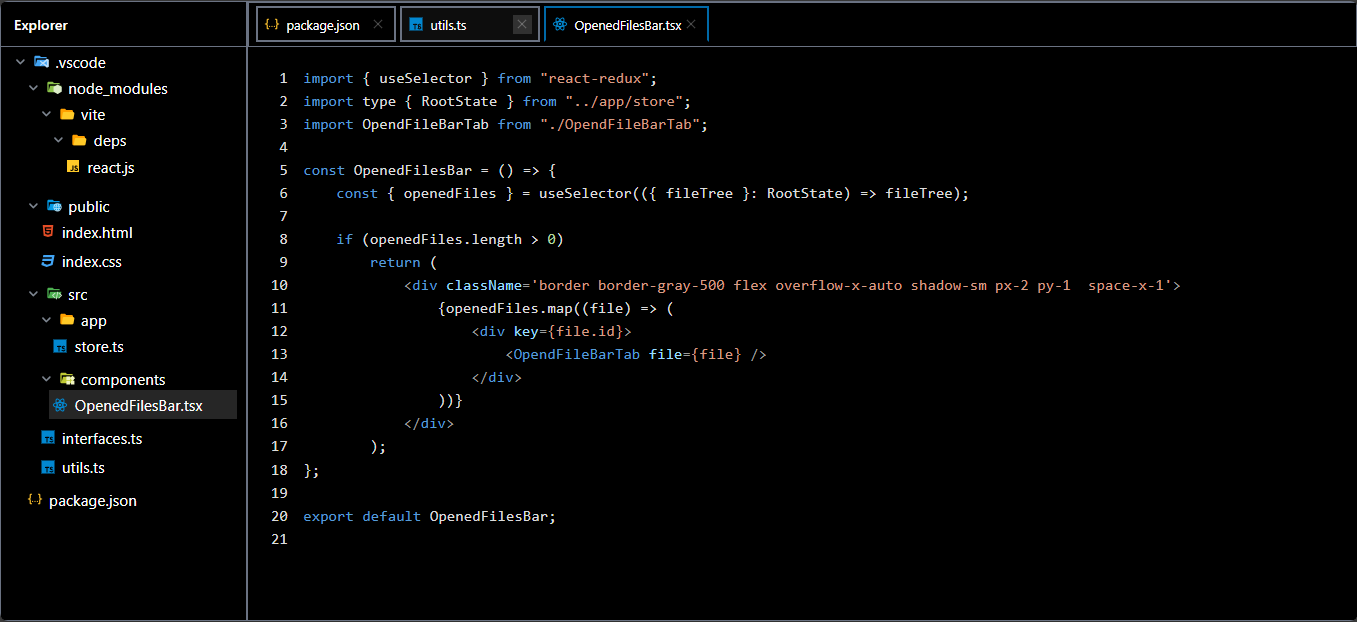 Explorer
.vscode
node_modules
vite
deps
react.js
public
index.html
index.css
src
app
store.ts
components
OpenedFilesBar.tsx
interfaces.ts
utils.ts
package.json
package.json
utils.ts
OpenedFilesBar.tsx
1 import { useSelector } from "react-redux";
2 import type { RootState } from "../app/store";
3 import OpendFileBarTab from "./OpendFileBarTab";
4
5 const OpenedFilesBar = () => {
6     const { openedFiles } = useSelector(({ fileTree }: RootState) => fileTree);
7
8     if (openedFiles.length > 0)
9         return (
10             <div className='border border-gray-500 flex overflow-x-auto shadow-sm px-2 py-1  space-x-1'>
11                 {openedFiles.map((file) => (
12                     <div key={file.id}>
13                         <OpendFileBarTab file={file} />
14                     </div>
15                 ))}
16             </div>
17         );
18 };
19
20 export default OpenedFilesBar;
21